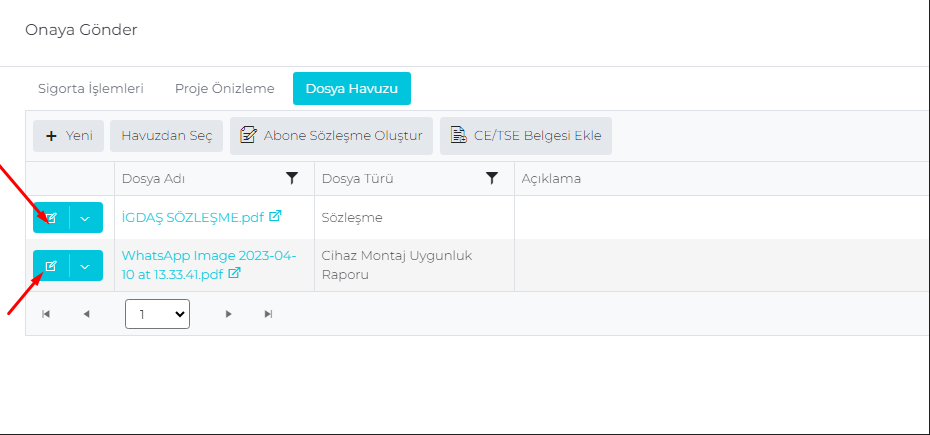 Onaya Gönder
Sigorta İşlemleri Proje Önizleme Dosya Havuzu
+ Yeni Havuzdan Seç Abone Sözleşme Oluştur CE/TSE Belgesi Ekle
Dosya Adı Dosya Türü Açıklama
İGDAŞ SÖZLEŞME.pdf Sözleşme
WhatsApp Image 2023-04- Cihaz Montaj Uygunluk
10 at 13.33.41.pdf Raporu
1